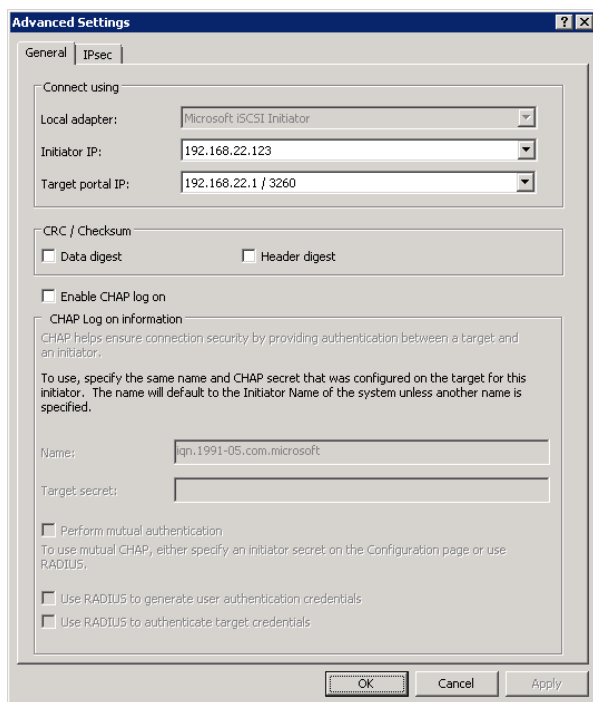 Advanced Settings
General IPsec
Connect using
Local adapter: Microsoft iSCSI Initiator
Initiator IP: 192.168.22.123
Target portal IP: 192.168.22.1 / 3260
CRC / Checksum
Data digest Header digest
Enable CHAP log on
CHAP Log on information
CHAP helps ensure connection security by providing authentication between a target and
an initiator.
To use, specify the same name and CHAP secret that was configured on the target for this
initiator. The name will default to the Initiator Name of the system unless another name is
specified.
Name: iqn.1991-05.com.microsoft
Target secret:
Perform mutual authentication
To use mutual CHAP, either specify an initiator secret on the Configuration page or use
RADIUS.
Use RADIUS to generate user authentication credentials
Use RADIUS to authenticate target credentials
OK Cancel Apply